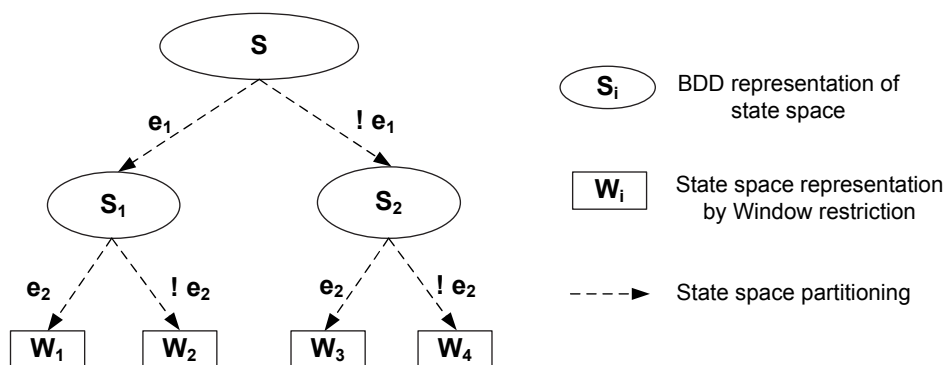 S
e1
! e1
S1
S2
e2
! e2
e2
! e2
W1
W2
W3
W4
Si
BDD representation of
state space
Wi
State space representation
by Window restriction
State space partitioning